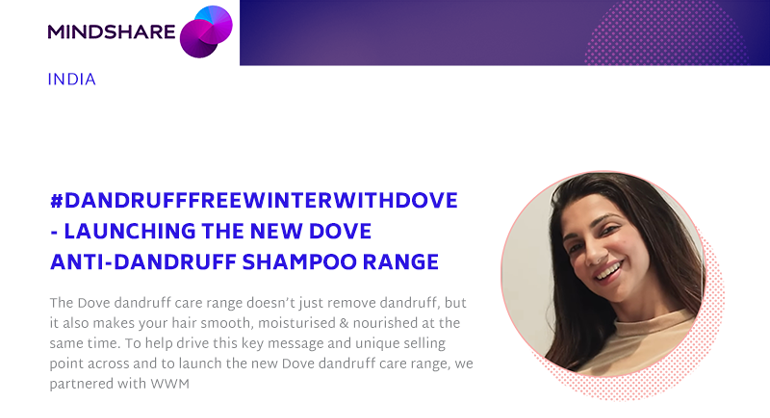 MINDSHARE
INDIA
#DANDRUFFFREEWINTERWITHDOVE
- LAUNCHING THE NEW DOVE
ANTI-DANDRUFF SHAMPOO RANGE
The Dove dandruff care range doesn’t just remove dandruff, but
it also makes your hair smooth, moisturised & nourished at the
same time. To help drive this key message and unique selling
point across and to launch the new Dove dandruff care range, we
partnered with WWM